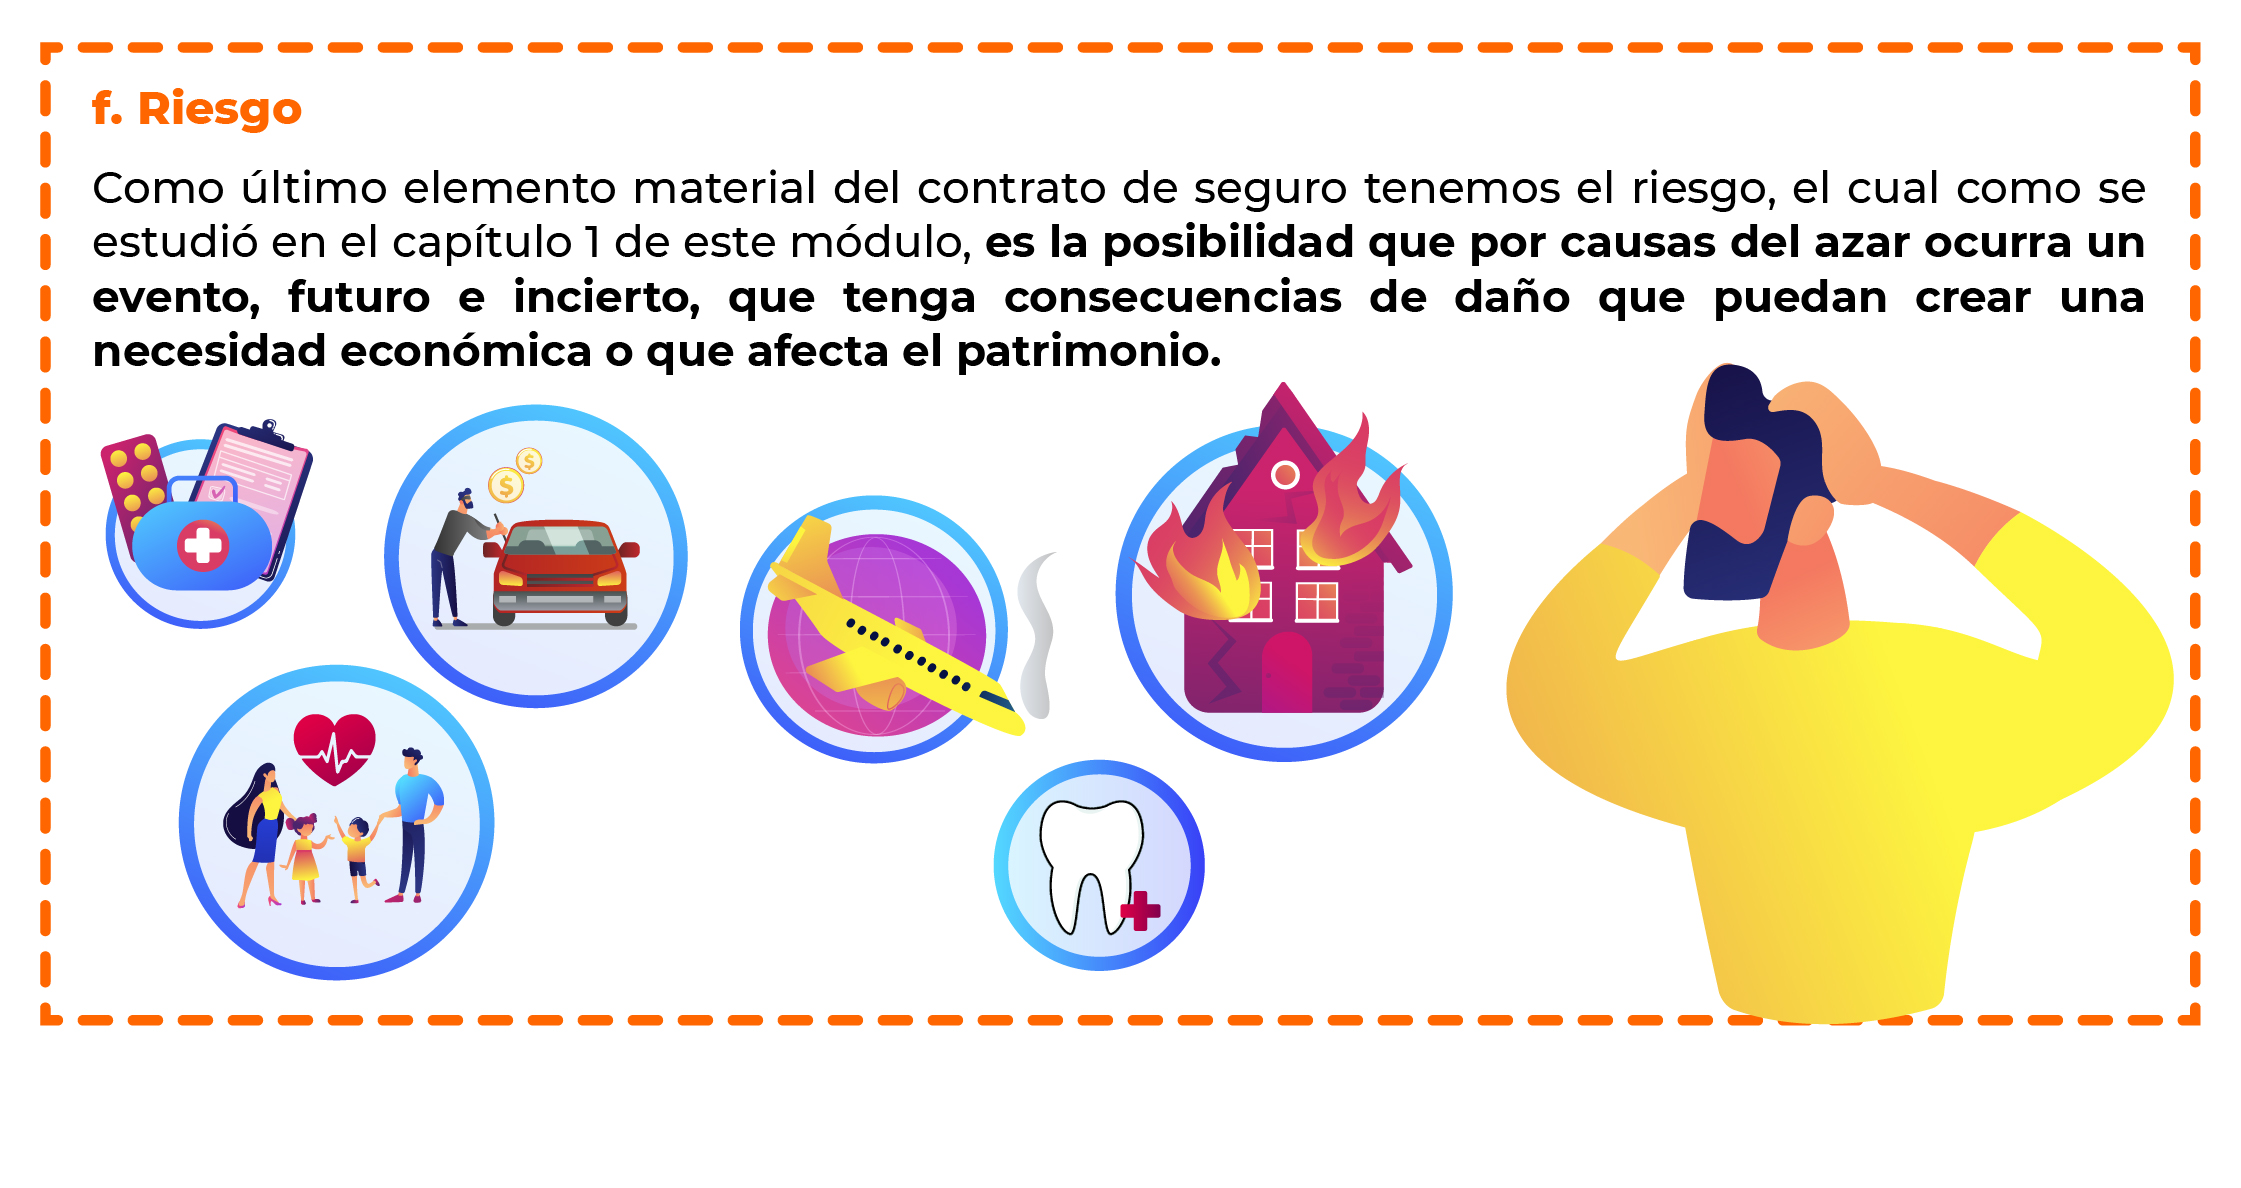 f. Riesgo
Como último elemento material del contrato de seguro tenemos el riesgo, el cual como se
estudió en el capítulo 1 de este módulo, es la posibilidad que por causas del azar ocurra un
evento, futuro e incierto, que tenga consecuencias de daño que puedan crear una
necesidad económica o que afecta el patrimonio.
$
$